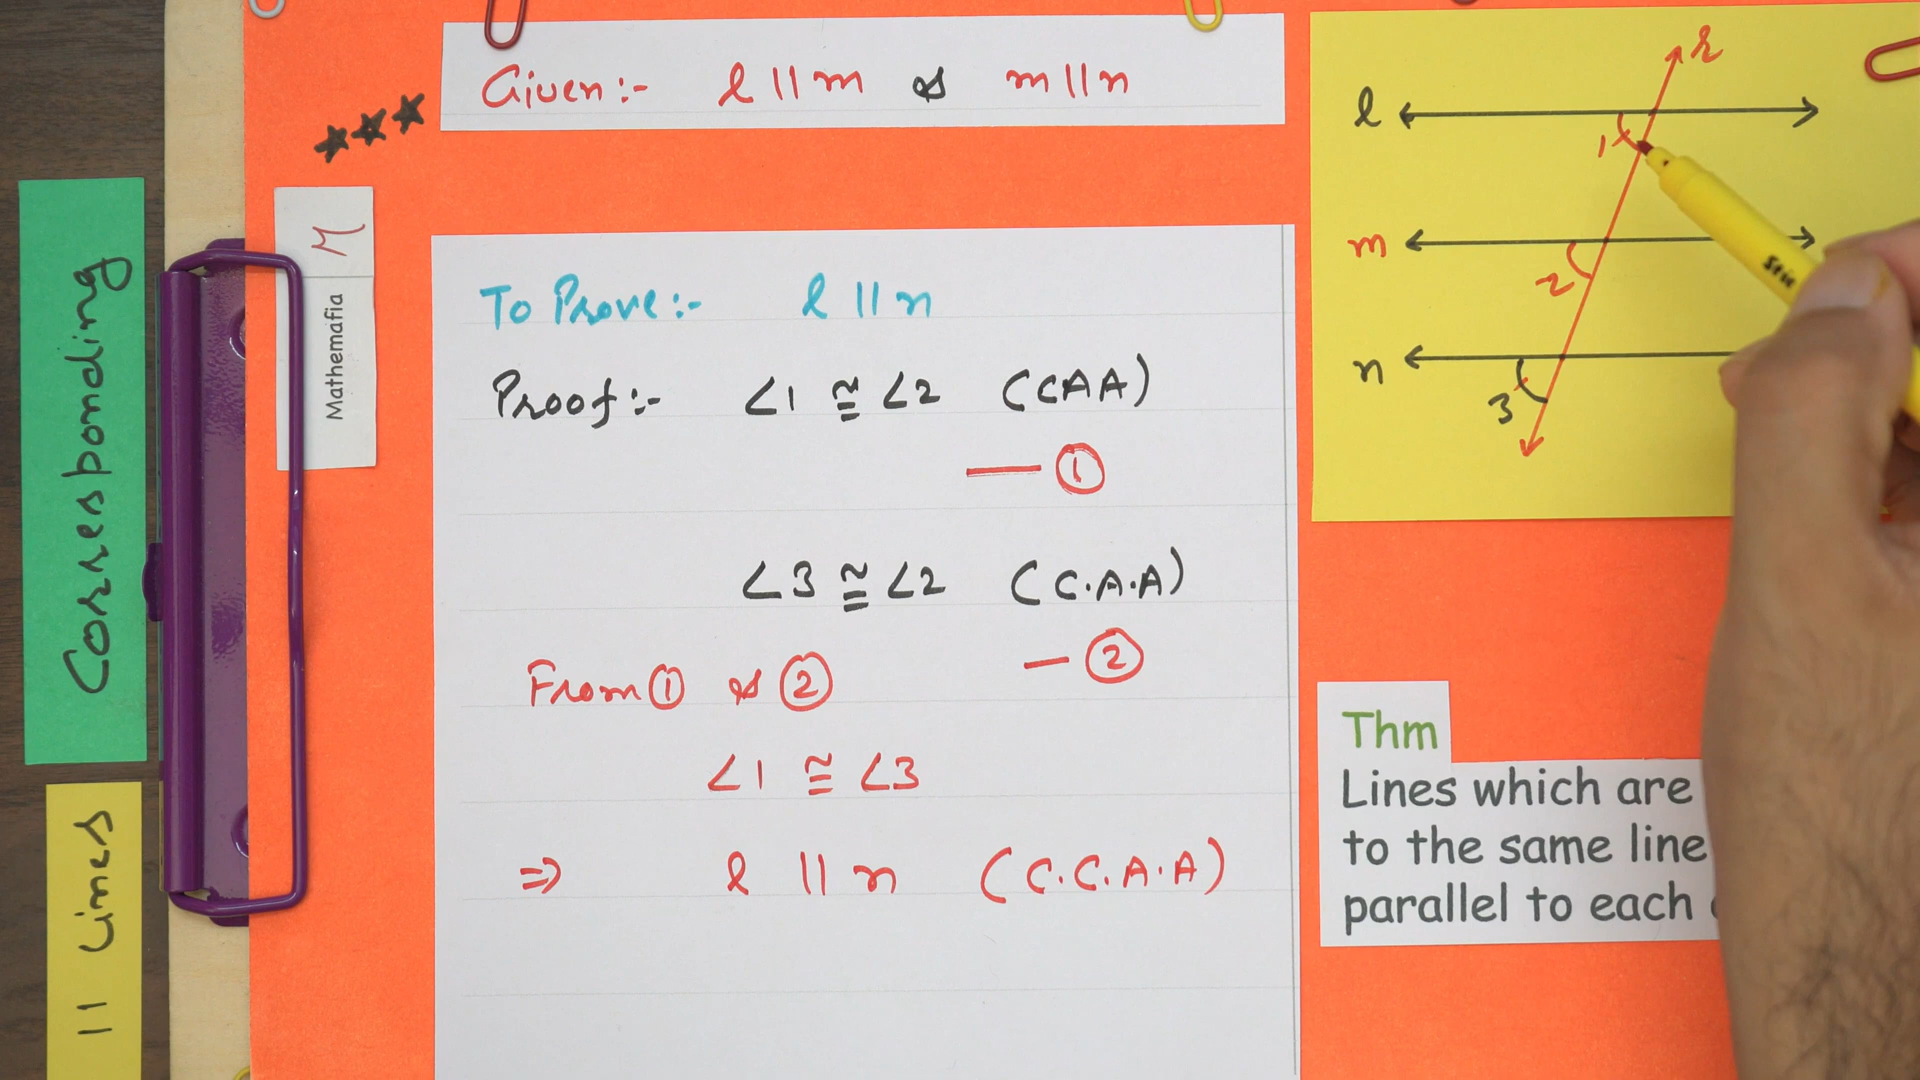 Given:- l || m & m || n
To Prove:- l || n
Proof:- ∠1 ≅ ∠2 (CAA)
— ①
∠3 ≅ ∠2 (C.A.A)
— ②
From ① & ②
∠1 ≅ ∠3
⇒ l || n (C.C.A.A)
Corresponding
|| Lines
M
Mathemafia
r
l
1
m
2
n
3
Thm
Lines which are
to the same line
parallel to each